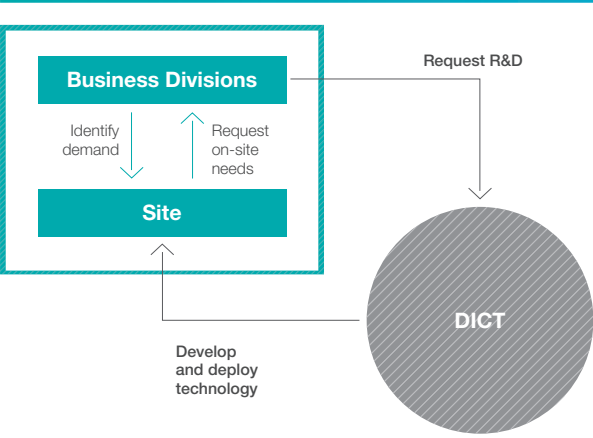 Request R&D
Business Divisions
Identify
demand
Request
on-site
needs
Site
DICT
Develop
and deploy
technology